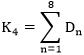 K₄ = ∑ₙ₌₁⁸ Dₙ